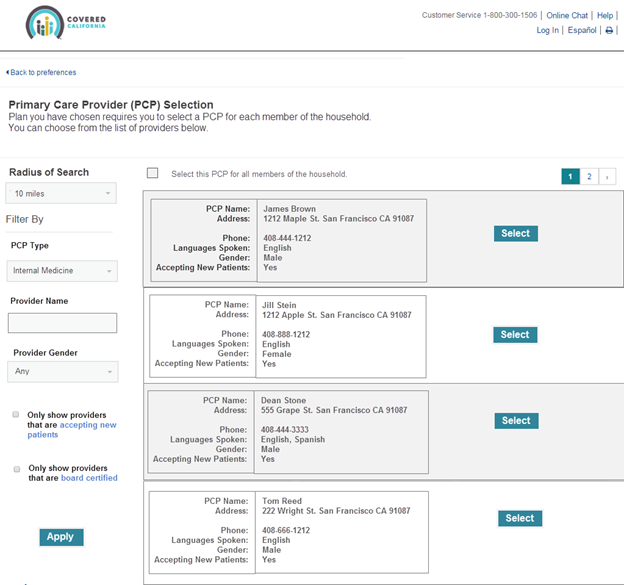 COVERED
CALIFORNIA
Customer Service 1-800-300-1506 | Online Chat | Help |
Log In | Español |
Back to preferences
Primary Care Provider (PCP) Selection
Plan you have chosen requires you to select a PCP for each member of the household.
You can choose from the list of providers below.
Radius of Search
10 miles
Filter By
PCP Type
Internal Medicine
Provider Name
Provider Gender
Any
Only show providers
that are accepting new
patients
Only show providers
that are board certified
Apply
Select this PCP for all members of the household.
1 2 ›
PCP Name: James Brown
Address: 1212 Maple St. San Francisco CA 91087
Phone: 408-444-1212
Languages Spoken: English
Gender: Male
Accepting New Patients: Yes
Select
PCP Name: Jill Stein
Address: 1212 Apple St. San Francisco CA 91087
Phone: 408-888-1212
Languages Spoken: English
Gender: Female
Accepting New Patients: Yes
Select
PCP Name: Dean Stone
Address: 555 Grape St. San Francisco CA 91087
Phone: 408-444-3333
Languages Spoken: English, Spanish
Gender: Male
Accepting New Patients: Yes
Select
PCP Name: Tom Reed
Address: 222 Wright St. San Francisco CA 91087
Phone: 408-666-1212
Languages Spoken: English
Gender: Male
Accepting New Patients: Yes
Select